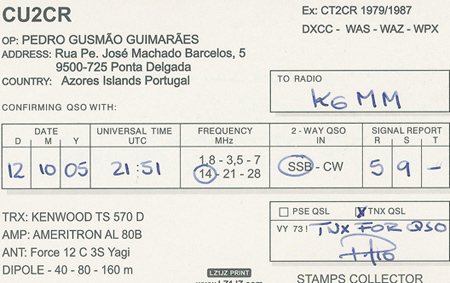 CU2CR
Ex: CT2CR 1979/1987
DXCC - WAS - WAZ - WPX
OP: PEDRO GUSMÃO GUIMARÃES
ADDRESS: Rua Pe. José Machado Barcelos, 5
9500-725 Ponta Delgada
COUNTRY: Azores Islands Portugal
TO RADIO
K6MM
CONFIRMING QSO WITH:
DATE
D M Y
UNIVERSAL TIME
UTC
FREQUENCY
MHz
2 - WAY QSO
IN
SIGNAL REPORT
R S T
12 10 05
21:51
1,8 - 3,5 - 7
14 - 21 - 28
SSB - CW
5 9 -
TRX: KENWOOD TS 570 D
AMP: AMERITRON AL 80B
ANT: Force 12 C 3S Yagi
DIPOLE - 40 - 80 - 160 m
PSE QSL X TNX QSL
VY 73! TNX FOR QSO
LZ1JZ PRINT
www.LZ1JZ.com
STAMPS COLLECTOR